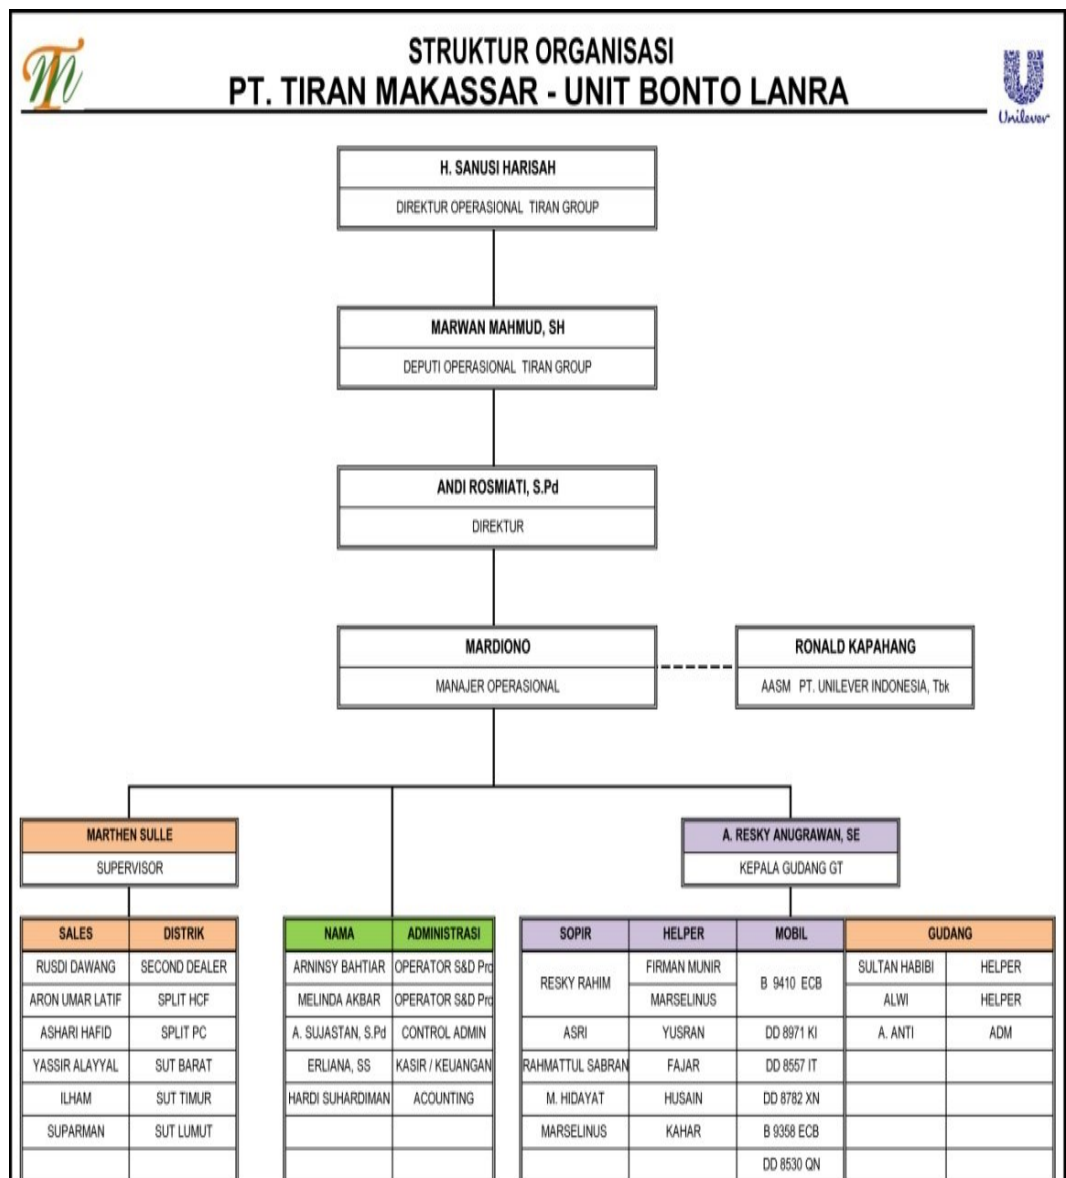 STRUKTUR ORGANISASI
PT. TIRAN MAKASSAR - UNIT BONTO LANRA
TM
Unilever
H. SANUSI HARISAH
DIREKTUR OPERASIONAL TIRAN GROUP
MARWAN MAHMUD, SH
DEPUTI OPERASIONAL TIRAN GROUP
ANDI ROSMIATI, S.Pd
DIREKTUR
MARDIONO
MANAJER OPERASIONAL
RONALD KAPAHANG
AASM PT. UNILEVER INDONESIA, Tbk
MARTHEN SULLE
SUPERVISOR
A. RESKY ANUGRAWAN, SE
KEPALA GUDANG GT
SALES DISTRIK
RUSDI DAWANG SECOND DEALER
ARON UMAR LATIF SPLIT HCF
ASHARI HAFID SPLIT PC
YASSIR ALAYYAL SUT BARAT
ILHAM SUT TIMUR
SUPARMAN SUT LUMUT
NAMA ADMINISTRASI
ARNINSY BAHTIAR OPERATOR S&D Pro
MELINDA AKBAR OPERATOR S&D Pro
A. SUJASTAN, S.Pd CONTROL ADMIN
ERLIANA, SS KASIR / KEUANGAN
HARDI SUHARDIMAN ACOUNTING
SOPIR HELPER MOBIL GUDANG
RESKY RAHIM FIRMAN MUNIR B 9410 ECB SULTAN HABIBI HELPER
MARSELINUS ALWI HELPER
ASRI YUSRAN DD 8971 KI A. ANTI ADM
RAHMATTUL SABRAN FAJAR DD 8557 IT
M. HIDAYAT HUSAIN DD 8782 XN
MARSELINUS KAHAR B 9358 ECB
DD 8530 QN